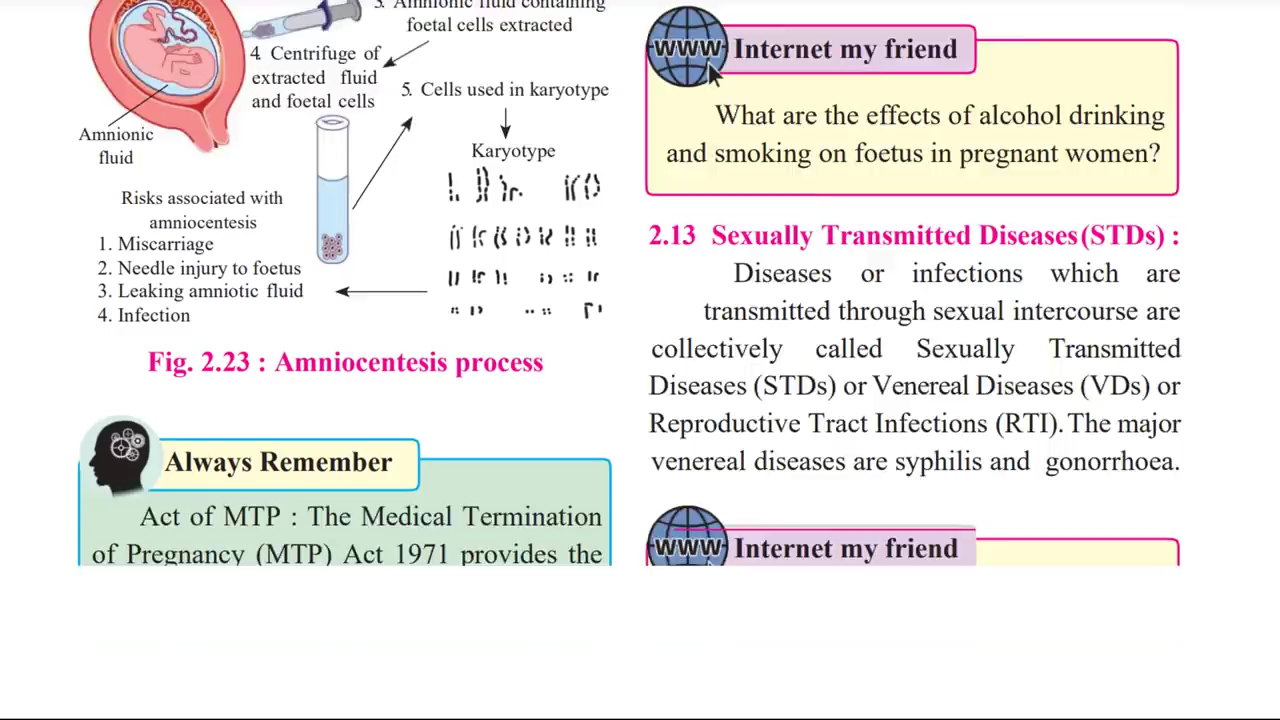 3. Amnionic fluid containing
foetal cells extracted
4. Centrifuge of
extracted fluid
and foetal cells
5. Cells used in karyotype
Amnionic
fluid
Karyotype
Risks associated with
amniocentesis
1. Miscarriage
2. Needle injury to foetus
3. Leaking amniotic fluid
4. Infection
Fig. 2.23 : Amniocentesis process
Always Remember
Act of MTP : The Medical Termination
of Pregnancy (MTP) Act 1971 provides the
www Internet my friend
What are the effects of alcohol drinking
and smoking on foetus in pregnant women?
2.13 Sexually Transmitted Diseases (STDs) :
Diseases or infections which are
transmitted through sexual intercourse are
collectively called Sexually Transmitted
Diseases (STDs) or Venereal Diseases (VDs) or
Reproductive Tract Infections (RTI). The major
venereal diseases are syphilis and gonorrhoea.
www Internet my friend